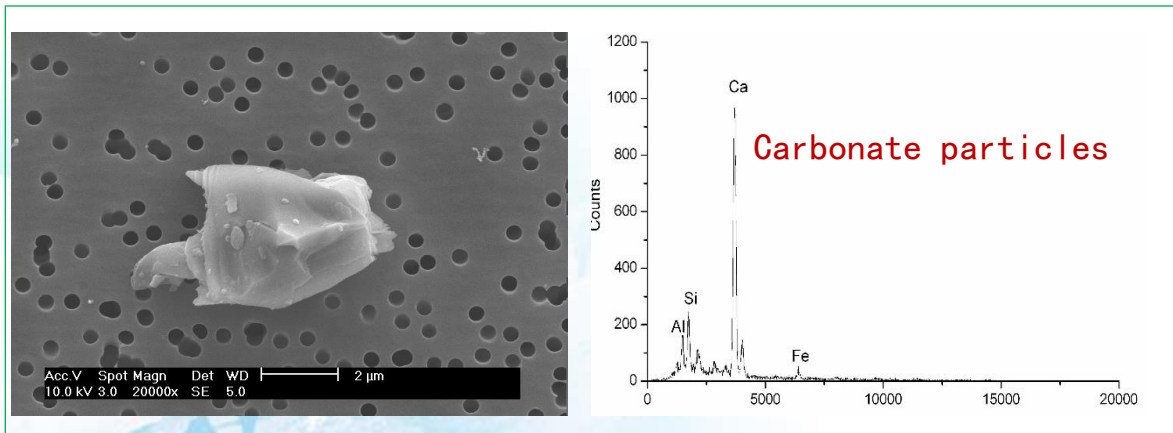 Acc.V Spot Magn Det WD 2 μm
10.0 kV 3.0 20000x SE 5.0
1200
1000
800
600
400
200
0
Counts
Ca
Carbonate particles
Si
Al
Fe
0 5000 10000 15000 20000